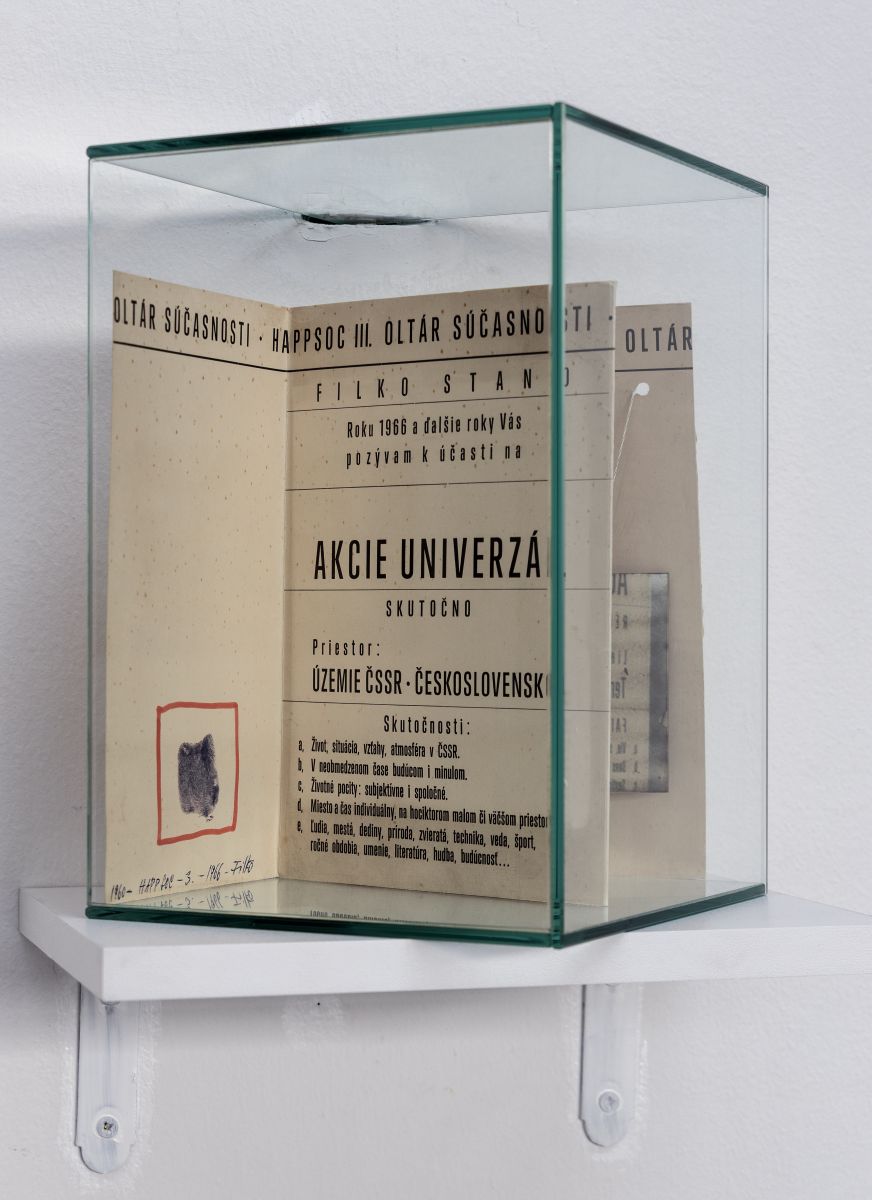 OLTÁR SÚČASNOSTI · HAPPSOC III. OLTÁR SÚČASNOSTI ·
FILKO STANO
Roku 1966 a ďalšie roky Vás
pozývam k účasti na
AKCIE UNIVERZÁ
SKUTOČNO
Priestor:
ÚZEMIE ČSSR · ČESKOSLOVENSK
Skutočnosti:
a, Život, situácia, vzťahy, atmosféra v ČSSR.
b, V neobmedzenom čase budúcom i minulom.
c, Životné pocity: subjektívne i spoločné.
d, Miesto a čas individuálny, na hociktorom malom či väčšom priestor
e, Ľudia, mestá, dediny, príroda, zvieratá, technika, veda, šport,
ročné obdobia, umenie, literatúra, hudba, budúcnosť...
HAPPSOC - 3. - 1966 - Filko
OLTÁR